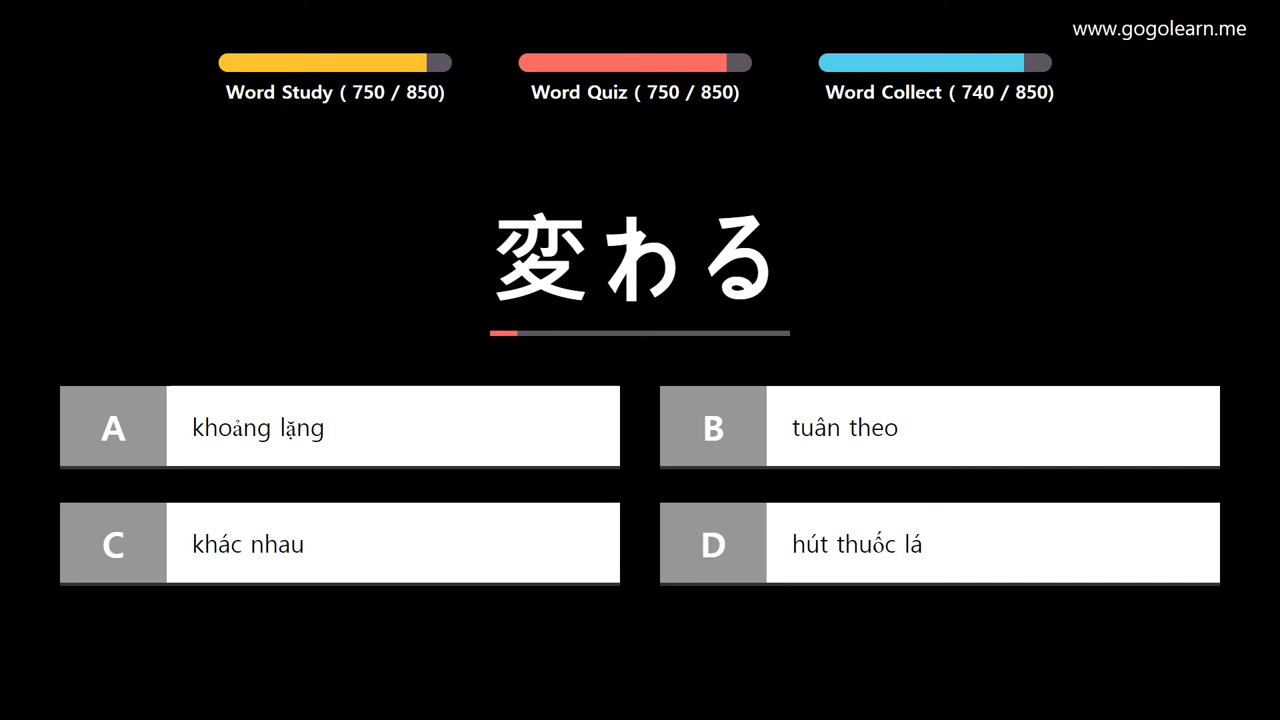 www.gogolearn.me
Word Study ( 750 / 850)
Word Quiz ( 750 / 850)
Word Collect ( 740 / 850)
変わる
A khoảng lặng
B tuân theo
C khác nhau
D hút thuốc lá